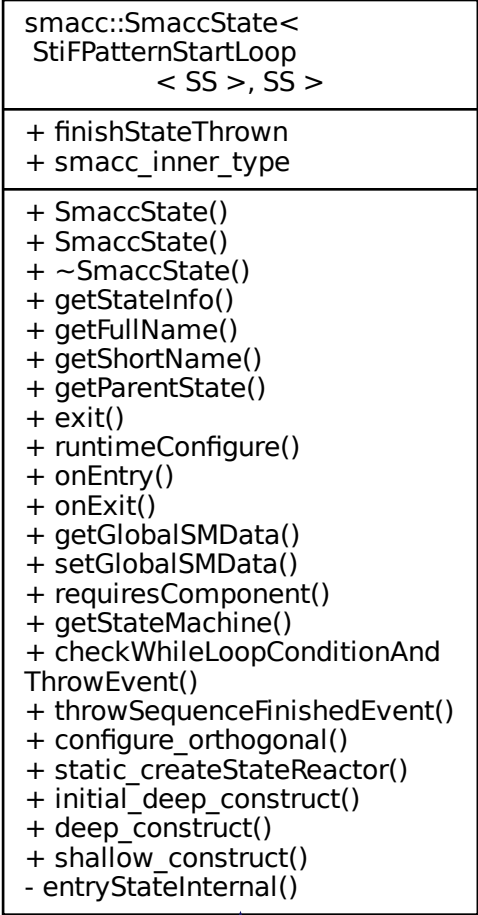 smacc::SmaccState<
StiFPatternStartLoop
< SS >, SS >
+ finishStateThrown
+ smacc_inner_type
+ SmaccState()
+ SmaccState()
+ ~SmaccState()
+ getStateInfo()
+ getFullName()
+ getShortName()
+ getParentState()
+ exit()
+ runtimeConfigure()
+ onEntry()
+ onExit()
+ getGlobalSMData()
+ setGlobalSMData()
+ requiresComponent()
+ getStateMachine()
+ checkWhileLoopConditionAnd
ThrowEvent()
+ throwSequenceFinishedEvent()
+ configure_orthogonal()
+ static_createStateReactor()
+ initial_deep_construct()
+ deep_construct()
+ shallow_construct()
- entryStateInternal()